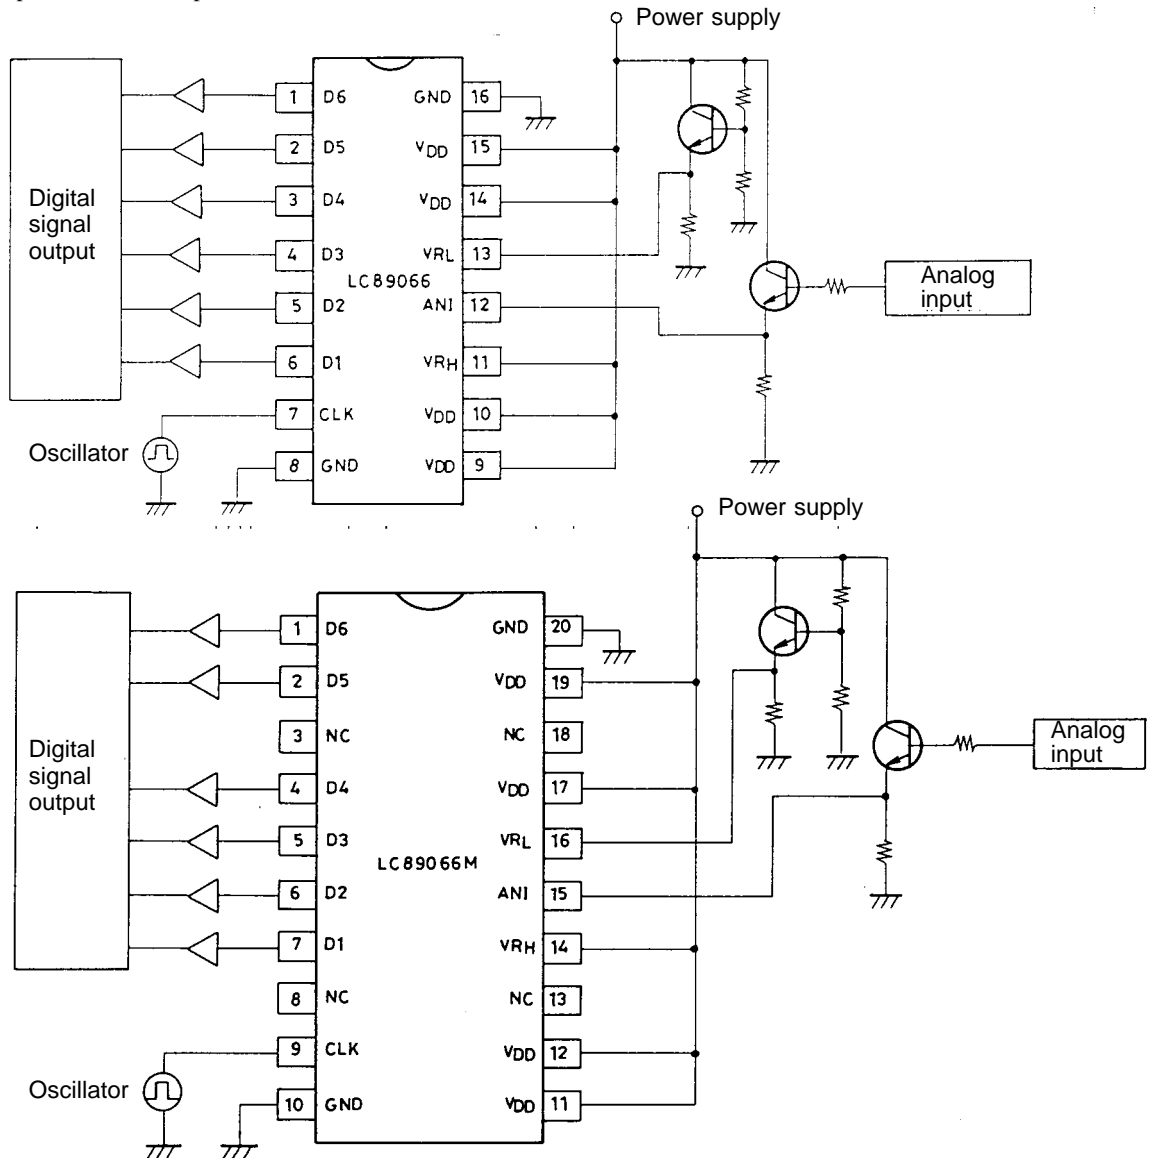 Power supply
1 D6 GND 16
2 D5 VDD 15
Digital
signal
output
3 D4 VDD 14
4 D3 VRL 13
LC89066
5 D2 ANI 12
Analog
input
6 D1 VRH 11
7 CLK VDD 10
Oscillator
8 GND VDD 9
Power supply
1 D6 GND 20
2 D5 VDD 19
3 NC NC 18
Digital
signal
output
Analog
input
4 D4 VDD 17
5 D3 VRL 16
LC89066M
6 D2 ANI 15
7 D1 VRH 14
8 NC NC 13
9 CLK VDD 12
Oscillator
10 GND VDD 11